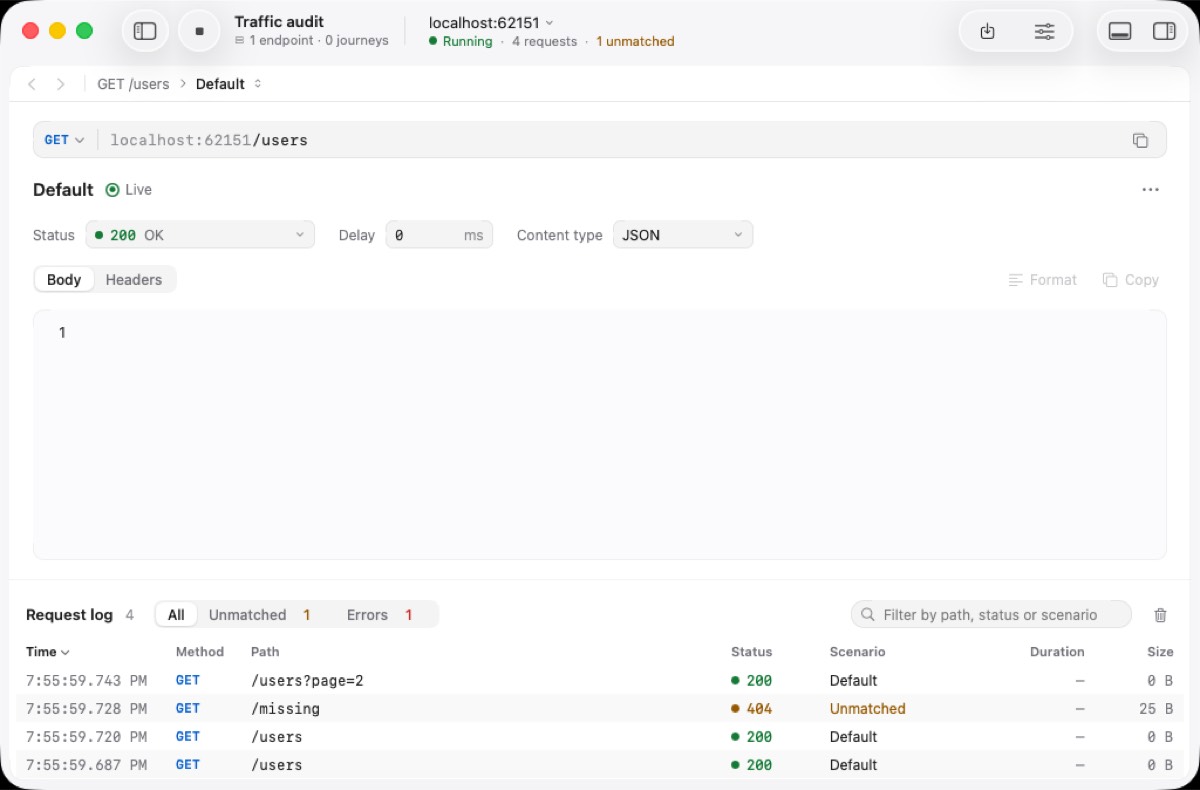 Traffic audit
1 endpoint · 0 journeys
localhost:62151
Running · 4 requests · 1 unmatched
GET /users > Default
GET localhost:62151/users
Default Live
Status 200 OK Delay 0 ms Content type JSON
Body Headers Format Copy
1
Request log 4 All Unmatched 1 Errors 1 Filter by path, status or scenario
Time Method Path Status Scenario Duration Size
7:55:59.743 PM GET /users?page=2 200 Default — 0 B
7:55:59.728 PM GET /missing 404 Unmatched — 25 B
7:55:59.720 PM GET /users 200 Default — 0 B
7:55:59.687 PM GET /users 200 Default — 0 B